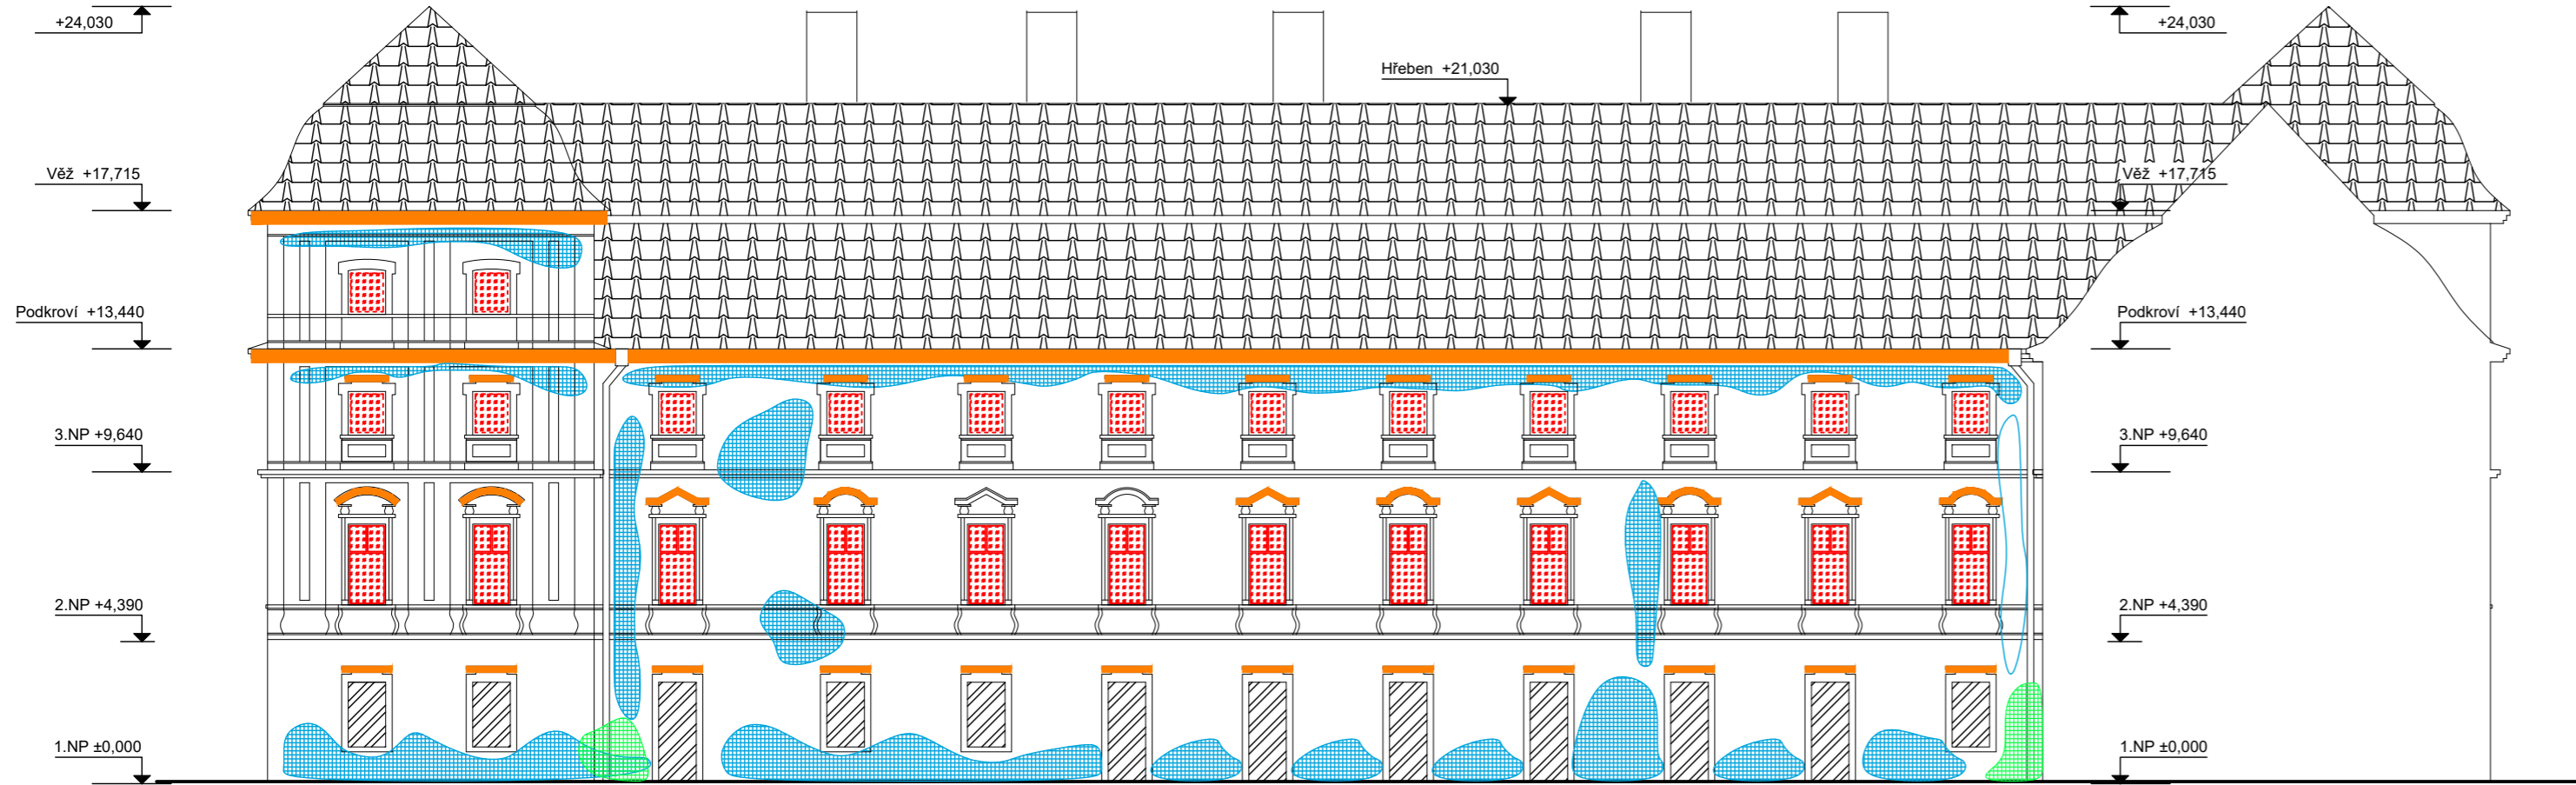 +24,030
+24,030
Hřeben +21,030
Věž +17,715
Věž +17,715
Podkroví +13,440
Podkroví +13,440
3.NP +9,640
3.NP +9,640
2.NP +4,390
2.NP +4,390
1.NP ±0,000
1.NP ±0,000